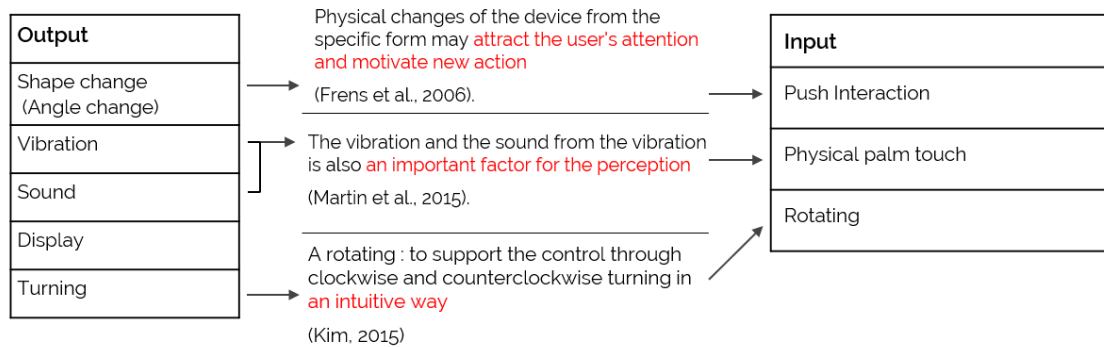 Output
Shape change
(Angle change)
Vibration
Sound
Display
Turning
Physical changes of the device from the
specific form may attract the user's attention
and motivate new action
(Frens et al., 2006).
The vibration and the sound from the vibration
is also an important factor for the perception
(Martin et al., 2015).
A rotating : to support the control through
clockwise and counterclockwise turning in
an intuitive way
(Kim, 2015)
Input
Push Interaction
Physical palm touch
Rotating